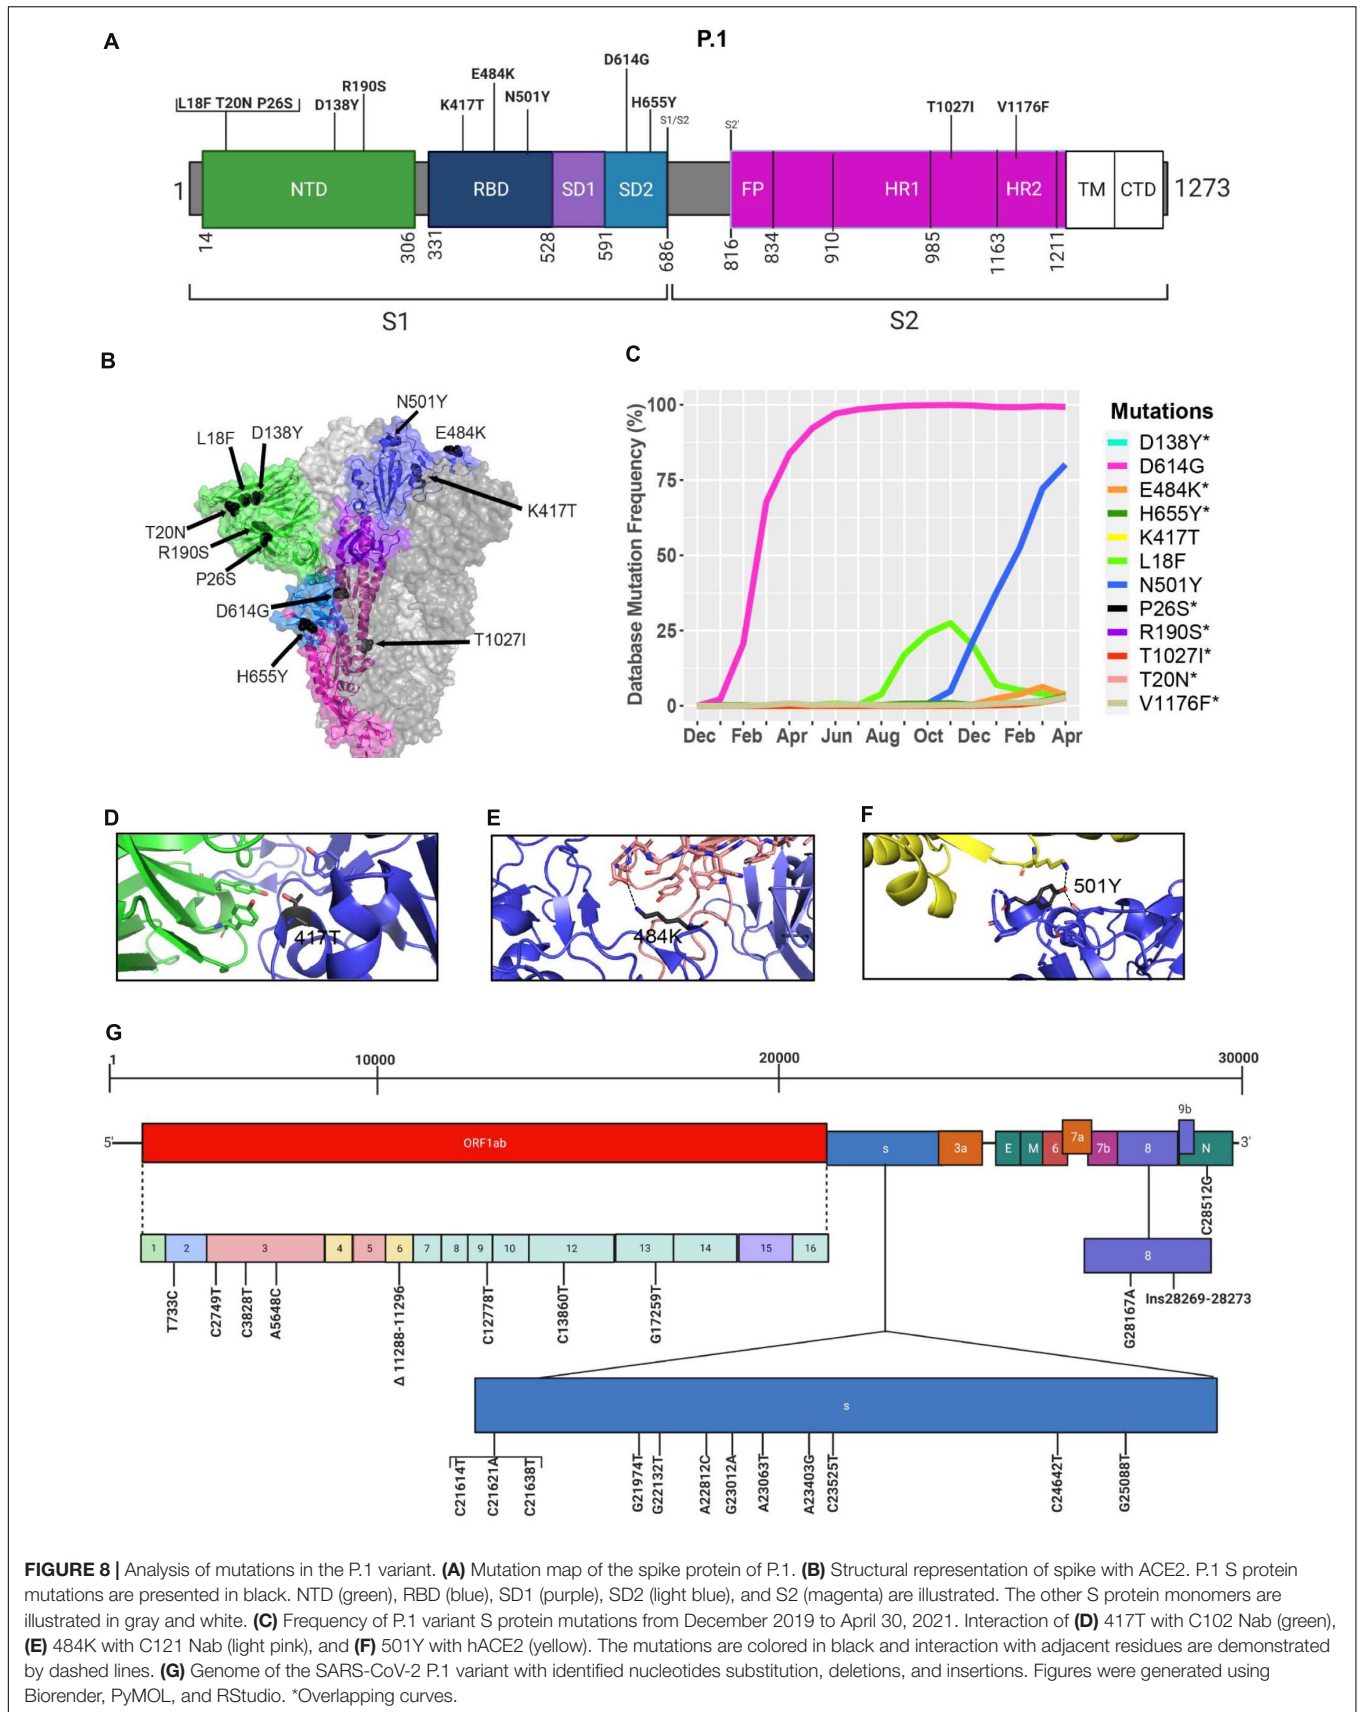 A
P.1
D614G
E484K
R190S
L18F T20N P26S
D138Y
K417T
N501Y
H655Y
S1/S2
S2'
T1027I
V1176F
1
NTD
RBD
SD1
SD2
FP
HR1
HR2
TM
CTD
1273
14
306
331
528
591
686
816
834
910
985
1163
1211
S1
S2
B
N501Y
E484K
L18F
D138Y
K417T
T20N
R190S
P26S
D614G
T1027I
H655Y
C
Database Mutation Frequency (%)
100
75
50
25
0
Dec Feb Apr Jun Aug Oct Dec Feb Apr
Mutations
D138Y*
D614G
E484K*
H655Y*
K417T
L18F
N501Y
P26S*
R190S*
T1027I*
T20N*
V1176F*
D
417T
E
484K
F
501Y
G
1
10000
20000
30000
5'
ORF1ab
s
3a
E
M
6
7a
7b
8
9b
N
3'
C28512G
1
2
3
4
5
6
7
8
9
10
12
13
14
15
16
T733C
C2749T
C3828T
A5648C
Δ 11288-11296
C12778T
C13860T
G17259T
8
G28167A
Ins28269-28273
s
C21614T
C21621A
C21638T
G21974T
G22132T
A22812C
G23012A
A23063T
A23403G
C23525T
C24642T
G25088T
FIGURE 8 | Analysis of mutations in the P.1 variant. (A) Mutation map of the spike protein of P.1. (B) Structural representation of spike with ACE2. P.1 S protein
mutations are presented in black. NTD (green), RBD (blue), SD1 (purple), SD2 (light blue), and S2 (magenta) are illustrated. The other S protein monomers are
illustrated in gray and white. (C) Frequency of P.1 variant S protein mutations from December 2019 to April 30, 2021. Interaction of (D) 417T with C102 Nab (green),
(E) 484K with C121 Nab (light pink), and (F) 501Y with hACE2 (yellow). The mutations are colored in black and interaction with adjacent residues are demonstrated
by dashed lines. (G) Genome of the SARS-CoV-2 P.1 variant with identified nucleotides substitution, deletions, and insertions. Figures were generated using
Biorender, PyMOL, and RStudio. *Overlapping curves.